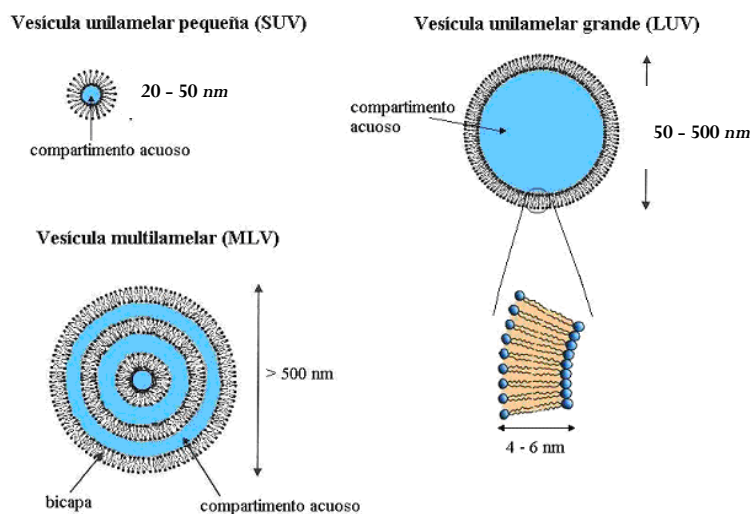 Vesícula unilamelar pequeña (SUV)
20 - 50 nm
compartimento acuoso
Vesícula unilamelar grande (LUV)
compartimento
acuoso
50 - 500 nm
Vesícula multilamelar (MLV)
> 500 nm
bicapa
compartimento acuoso
4 - 6 nm